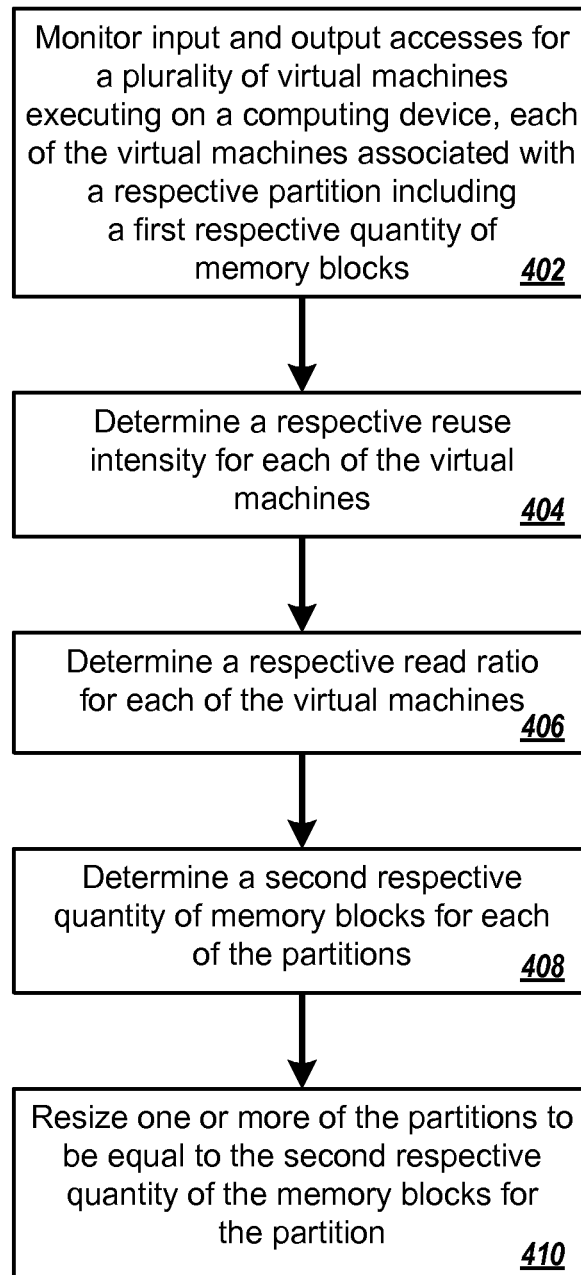 Monitor input and output accesses for
a plurality of virtual machines
executing on a computing device, each
of the virtual machines associated with
a respective partition including
a first respective quantity of
memory blocks 402
Determine a respective reuse
intensity for each of the virtual
machines 404
Determine a respective read ratio
for each of the virtual machines
406
Determine a second respective
quantity of memory blocks for each
of the partitions 408
Resize one or more of the partitions to
be equal to the second respective
quantity of the memory blocks for
the partition
410